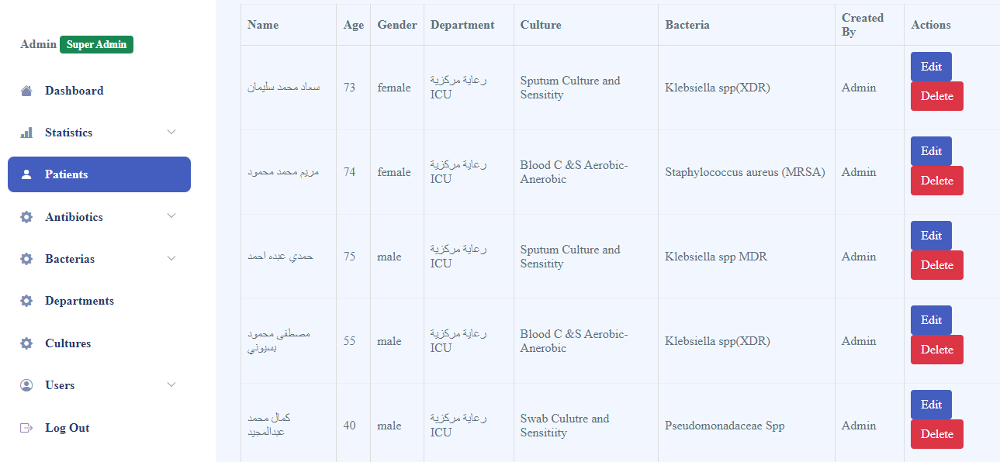 Admin Super Admin
Dashboard
Statistics
Patients
Antibiotics
Bacterias
Departments
Cultures
Users
Log Out
Name Age Gender Department Culture Bacteria Created
By Actions
سعاد محمد سليمان 73 female رعاية مركزية
ICU Sputum Culture and
Sensitity Klebsiella spp(XDR) Admin Edit
Delete
مريم محمد محمود 74 female رعاية مركزية
ICU Blood C &S Aerobic-
Anerobic Staphylococcus aureus (MRSA) Admin Edit
Delete
حمدي عبده احمد 75 male رعاية مركزية
ICU Sputum Culture and
Sensitity Klebsiella spp MDR Admin Edit
Delete
مصطفى محمود
بسيوني 55 male رعاية مركزية
ICU Blood C &S Aerobic-
Anerobic Klebsiella spp(XDR) Admin Edit
Delete
كمال محمد
عبدالمجيد 40 male رعاية مركزية
ICU Swab Culutre and
Sensitiity Pseudomonadaceae Spp Admin Edit
Delete